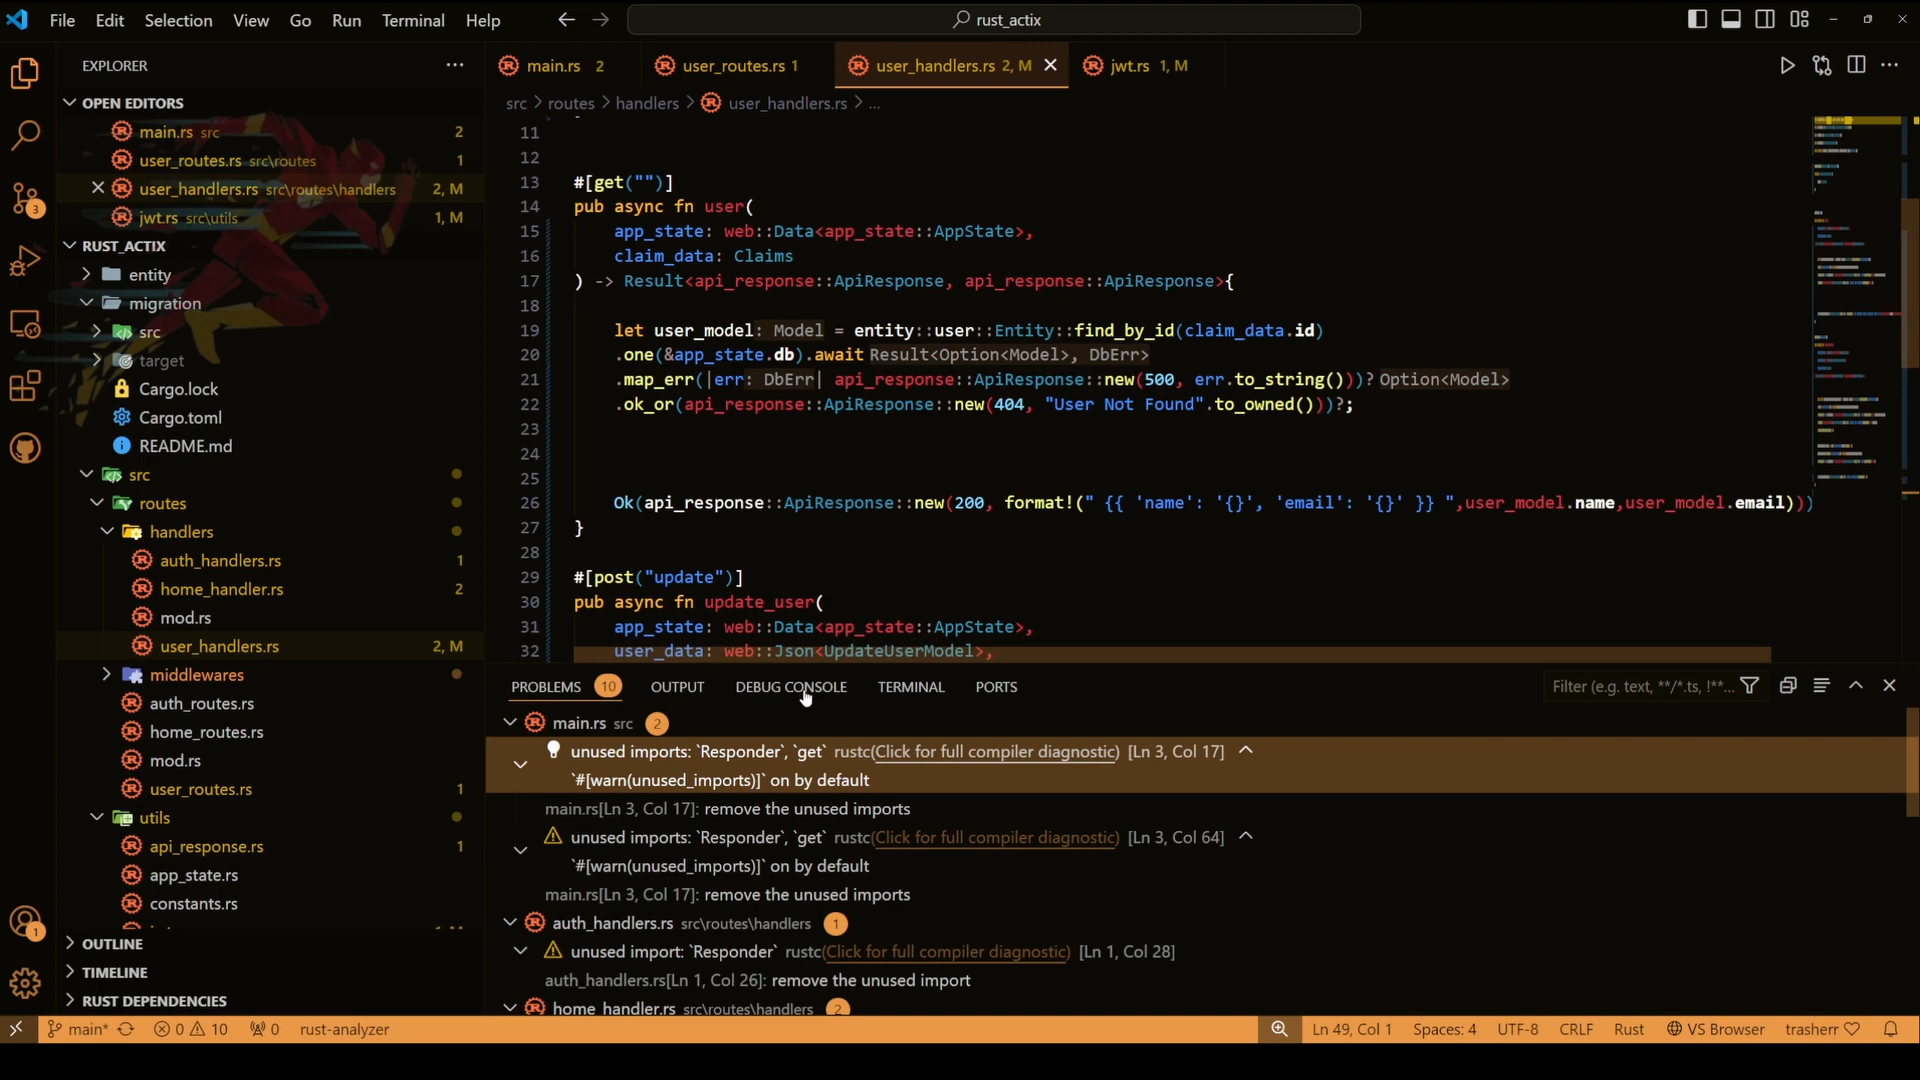 File Edit Selection View Go Run Terminal Help
rust_actix
EXPLORER
OPEN EDITORS
main.rs src 2
user_routes.rs src\routes 1
user_handlers.rs src\routes\handlers 2, M
jwt.rs src\utils 1, M
RUST_ACTIX
entity
migration
src
target
Cargo.lock
Cargo.toml
README.md
src
routes
handlers
auth_handlers.rs 1
home_handler.rs 2
mod.rs
user_handlers.rs 2, M
middlewares
auth_routes.rs
home_routes.rs
mod.rs
user_routes.rs 1
utils
api_response.rs 1
app_state.rs
constants.rs
OUTLINE
TIMELINE
RUST DEPENDENCIES
3
1
main.rs 2 user_routes.rs 1 user_handlers.rs 2, M jwt.rs 1, M
src > routes > handlers > user_handlers.rs > ...
11
12
13 #[get("")]
14 pub async fn user(
15 app_state: web::Data<app_state::AppState>,
16 claim_data: Claims
17 ) -> Result<api_response::ApiResponse, api_response::ApiResponse>{
18
19 let user_model: Model = entity::user::Entity::find_by_id(claim_data.id)
20 .one(&app_state.db).await Result<Option<Model>, DbErr>
21 .map_err(|err: DbErr| api_response::ApiResponse::new(500, err.to_string()))? Option<Model>
22 .ok_or(api_response::ApiResponse::new(404, "User Not Found".to_owned()))?;
23
24
25
26 Ok(api_response::ApiResponse::new(200, format!(" {{ 'name': '{}', 'email': '{}' }} ",user_model.name,user_model.email)))
27 }
28
29 #[post("update")]
30 pub async fn update_user(
31 app_state: web::Data<app_state::AppState>,
32 user_data: web::Json<UpdateUserModel>,
PROBLEMS 10 OUTPUT DEBUG CONSOLE TERMINAL PORTS
Filter (e.g. text, **/*.ts, !**...
main.rs src 2
unused imports: `Responder`, `get` rustc(Click for full compiler diagnostic) [Ln 3, Col 17]
`#[warn(unused_imports)]` on by default
main.rs[Ln 3, Col 17]: remove the unused imports
unused imports: `Responder`, `get` rustc(Click for full compiler diagnostic) [Ln 3, Col 64]
`#[warn(unused_imports)]` on by default
main.rs[Ln 3, Col 17]: remove the unused imports
auth_handlers.rs src\routes\handlers 1
unused import: `Responder` rustc(Click for full compiler diagnostic) [Ln 1, Col 28]
auth_handlers.rs[Ln 1, Col 26]: remove the unused import
home_handler.rs src\routes\handlers 2
main* 0 10 0 rust-analyzer
Ln 49, Col 1 Spaces: 4 UTF-8 CRLF Rust VS Browser trasherr